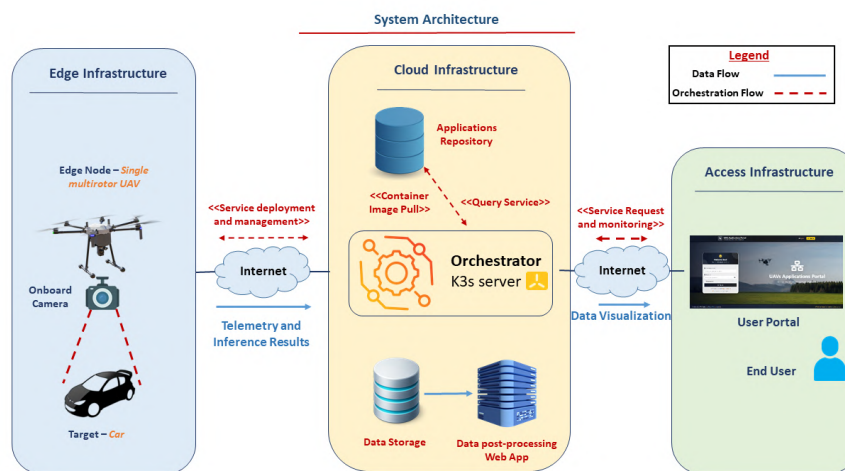 System Architecture
Edge Infrastructure
Edge Node – Single
multirotor UAV
Onboard
Camera
Target – Car
<<Service deployment
and management>>
Internet
Telemetry and
Inference Results
Cloud Infrastructure
Applications
Repository
<<Container
Image Pull>>
<<Query Service>>
Orchestrator
K3s server
Data Storage
Data post-processing
Web App
<<Service Request
and monitoring>>
Internet
Data Visualization
Legend
Data Flow
Orchestration Flow
Access Infrastructure
UAVs Applications Portal
User Portal
End User